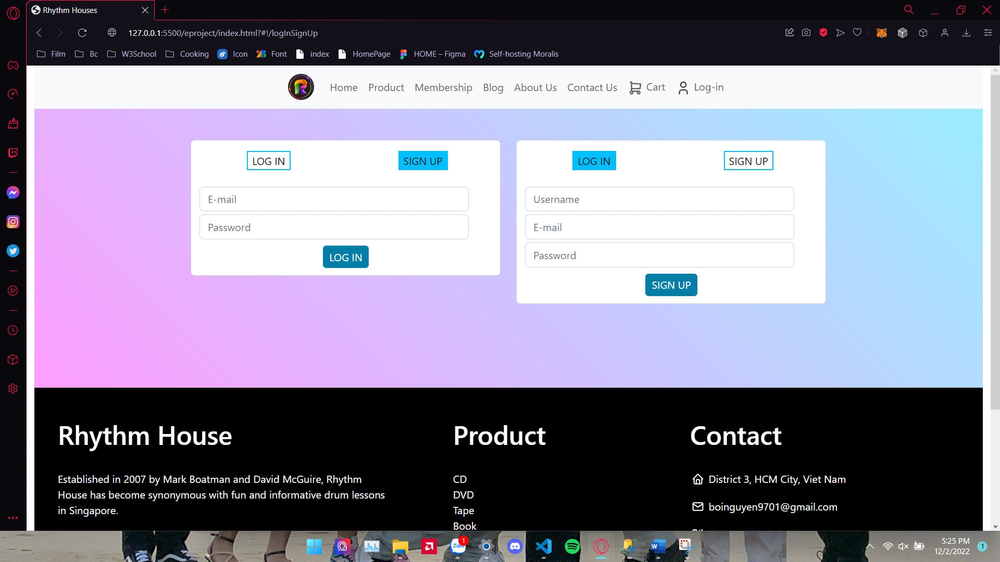 Rhythm Houses
127.0.0.1:5500/eproject/index.html?#!/logInSignUp
Film Bc W3School Cooking Icon Font index HomePage HOME – Figma Self-hosting Moralis
R Home Product Membership Blog About Us Contact Us Cart Log-in
LOG IN SIGN UP
E-mail
Password
LOG IN
LOG IN SIGN UP
Username
E-mail
Password
SIGN UP
Rhythm House
Established in 2007 by Mark Boatman and David McGuire, Rhythm
House has become synonymous with fun and informative drum lessons
in Singapore.
Product
CD
DVD
Tape
Book
Contact
District 3, HCM City, Viet Nam
boinguyen9701@gmail.com
Zalo 1
W
5:25 PM
12/2/2022
1